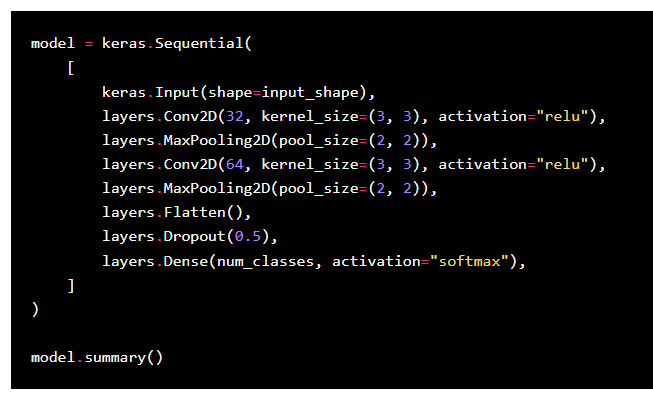 model = keras.Sequential(
    [
        keras.Input(shape=input_shape),
        layers.Conv2D(32, kernel_size=(3, 3), activation="relu"),
        layers.MaxPooling2D(pool_size=(2, 2)),
        layers.Conv2D(64, kernel_size=(3, 3), activation="relu"),
        layers.MaxPooling2D(pool_size=(2, 2)),
        layers.Flatten(),
        layers.Dropout(0.5),
        layers.Dense(num_classes, activation="softmax"),
    ]
)

model.summary()